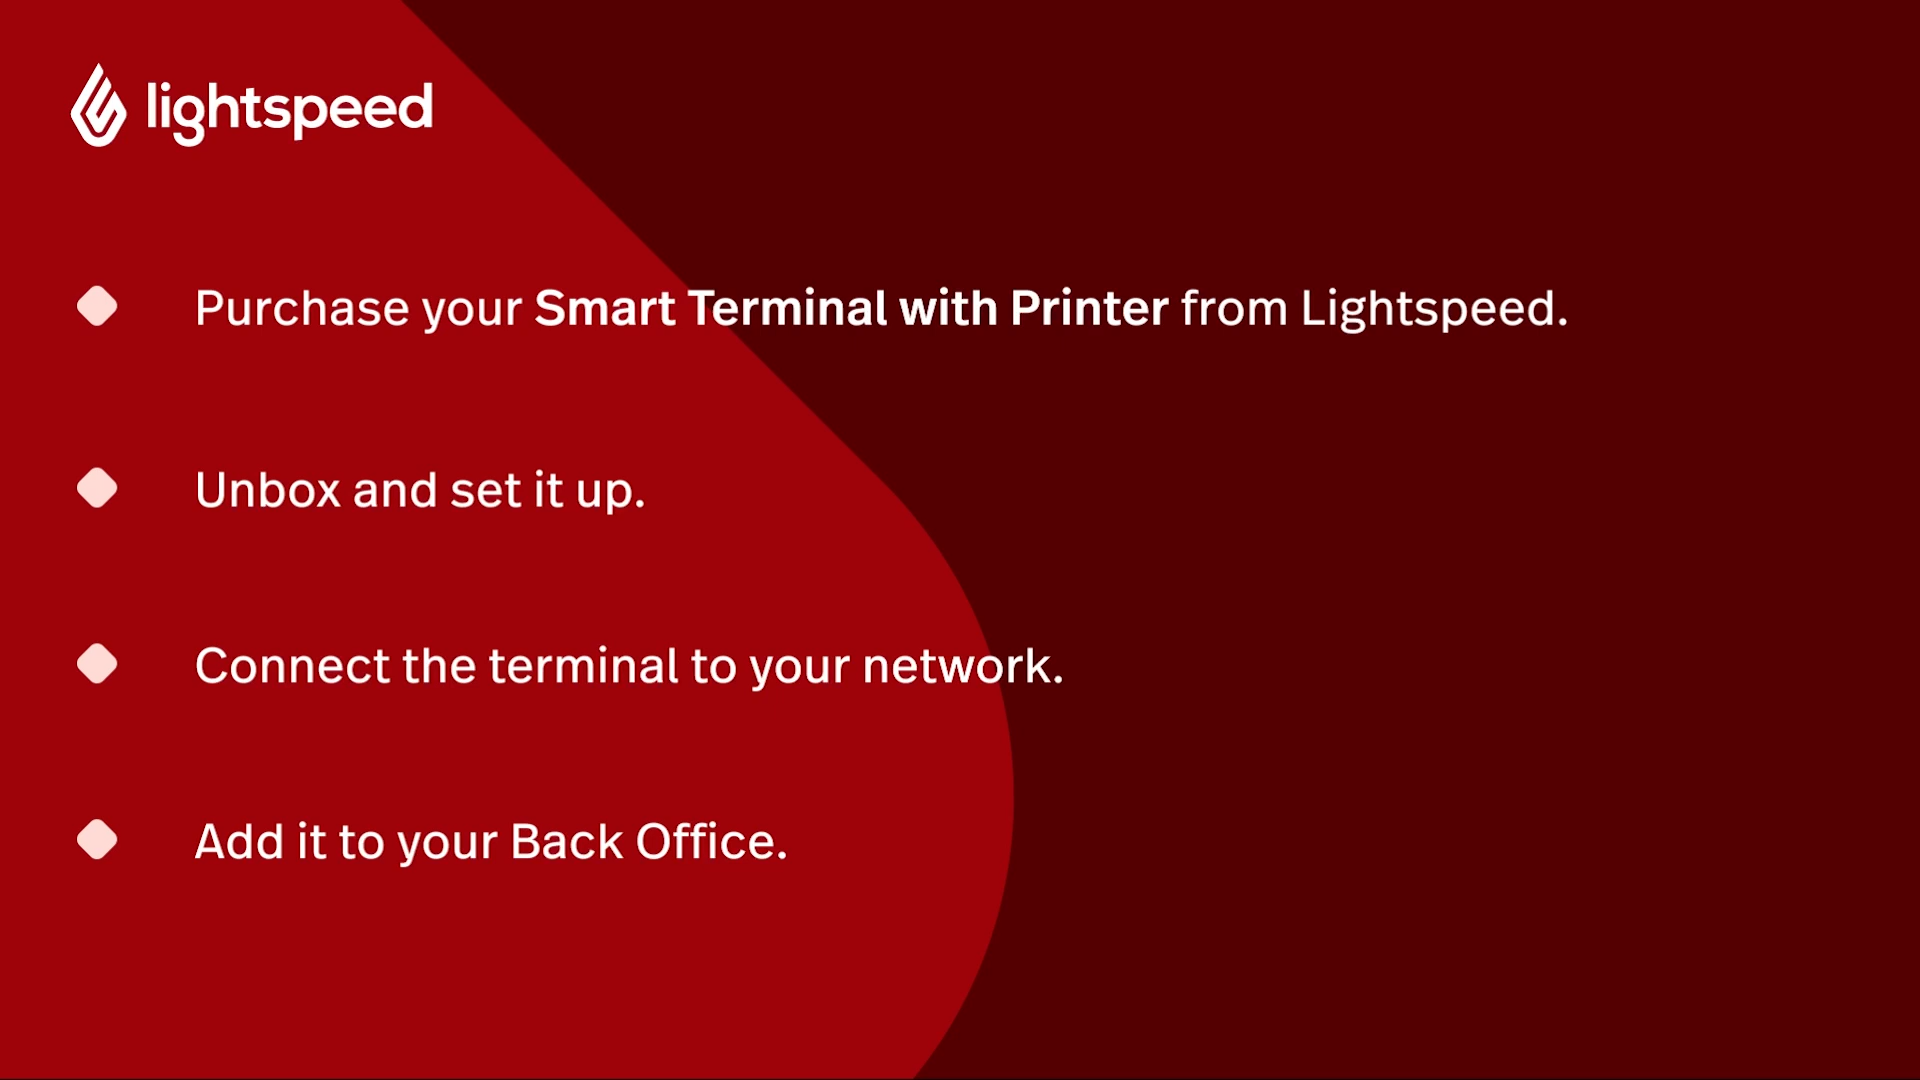 lightspeed
Purchase your Smart Terminal with Printer from Lightspeed.
Unbox and set it up.
Connect the terminal to your network.
Add it to your Back Office.